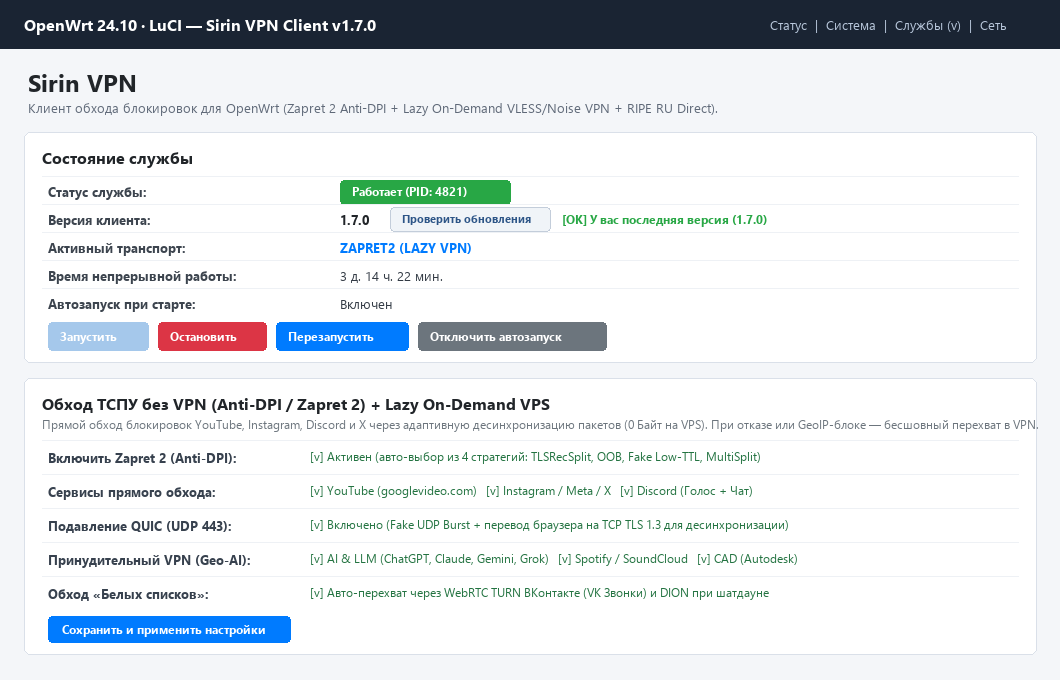 OpenWrt 24.10 · LuCI — Sirin VPN Client v1.7.0
Статус | Система | Службы (v) | Сеть
Sirin VPN
Клиент обхода блокировок для OpenWrt (Zapret 2 Anti-DPI + Lazy On-Demand VLESS/Noise VPN + RIPE RU Direct).
Состояние службы
Статус службы: Работает (PID: 4821)
Версия клиента: 1.7.0 Проверить обновления [OK] У вас последняя версия (1.7.0)
Активный транспорт: ZAPRET2 (LAZY VPN)
Время непрерывной работы: 3 д. 14 ч. 22 мин.
Автозапуск при старте: Включен
Запустить Остановить Перезапустить Отключить автозапуск
Обход ТСПУ без VPN (Anti-DPI / Zapret 2) + Lazy On-Demand VPS
Прямой обход блокировок YouTube, Instagram, Discord и X через адаптивную десинхронизацию пакетов (0 Байт на VPS). При отказе или GeoIP-блоке — бесшовный перехват в VPN.
Включить Zapret 2 (Anti-DPI): [v] Активен (авто-выбор из 4 стратегий: TLSRecSplit, OOB, Fake Low-TTL, MultiSplit)
Сервисы прямого обхода: [v] YouTube (googlevideo.com) [v] Instagram / Meta / X [v] Discord (Голос + Чат)
Подавление QUIC (UDP 443): [v] Включено (Fake UDP Burst + перевод браузера на TCP TLS 1.3 для десинхронизации)
Принудительный VPN (Geo-AI): [v] AI & LLM (ChatGPT, Claude, Gemini, Grok) [v] Spotify / SoundCloud [v] CAD (Autodesk)
Обход «Белых списков»: [v] Авто-перехват через WebRTC TURN ВКонтакте (VK Звонки) и DION при шатдауне
Сохранить и применить настройки